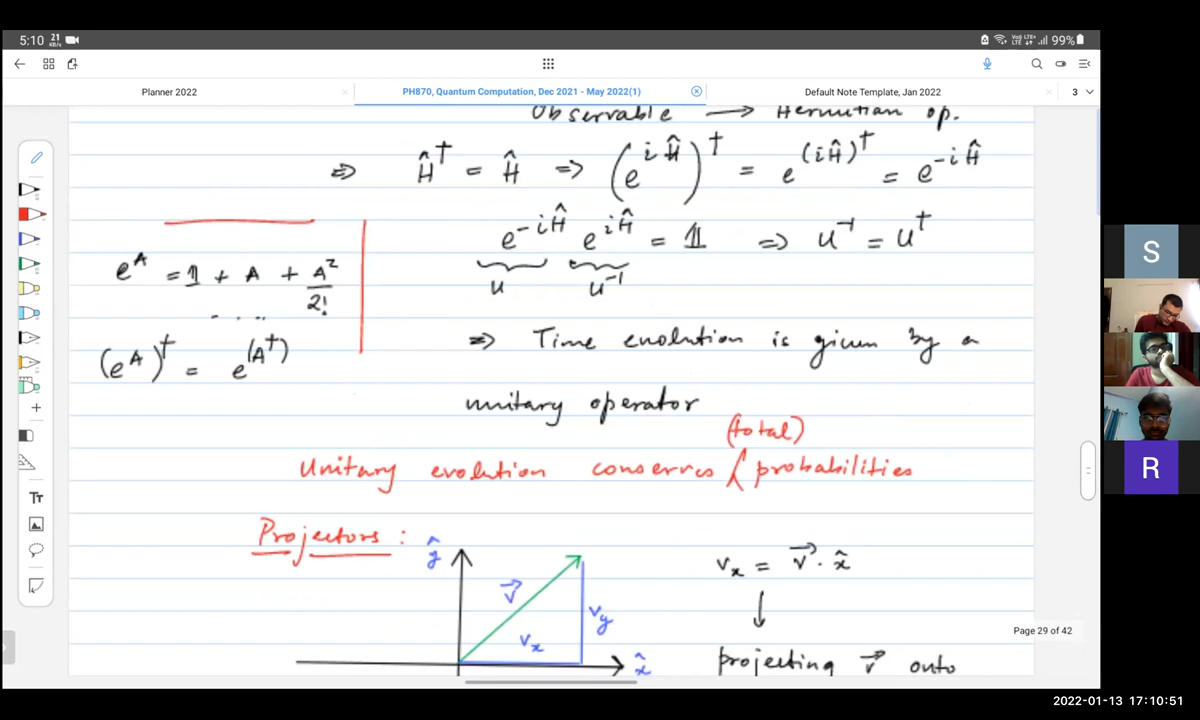 5:10 21 KB/s 99%
Planner 2022
PH870, Quantum Computation, Dec 2021 - May 2022(1)
Default Note Template, Jan 2022
3
Observable → Hermitian op.
⇒ Ĥ† = Ĥ ⇒ (e^{iĤ})† = e^{(iĤ)†} = e^{-iĤ}
e^{-iĤ} e^{iĤ} = 𝟙 ⇒ u^{-1} = u†
u u^{-1}
e^A = 𝟙 + A + A²/2!
. . . .
(e^A)† = e^{(A†)}
⇒ Time evolution is given by a
unitary operator
(total)
Unitary evolution conserves probabilities
Projectors :
ŷ
v⃗
v_x
v_y
x̂
v_x = v⃗ . x̂
↓
projecting v⃗ onto
Page 29 of 42
Tr
S
R
2022-01-13 17:10:51